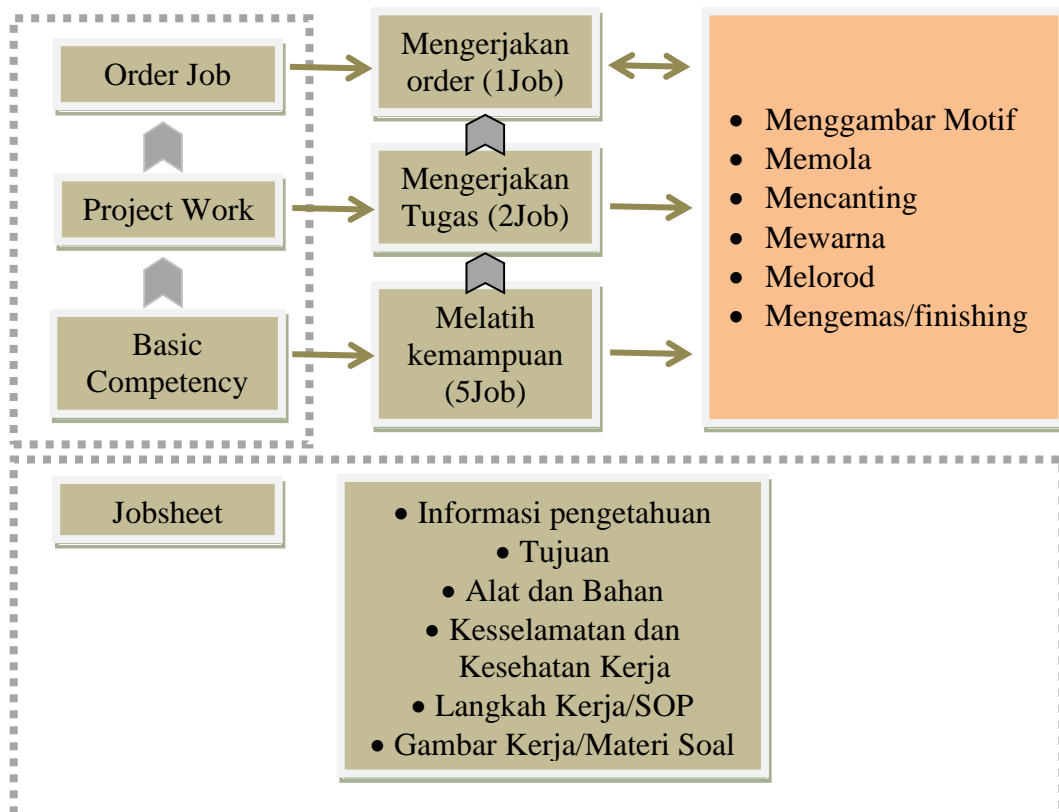 Order Job
Mengerjakan
order (1Job)
Project Work
Mengerjakan
Tugas (2Job)
Basic
Competency
Melatih
kemampuan
(5Job)
• Menggambar Motif
• Memola
• Mencanting
• Mewarna
• Melorod
• Mengemas/finishing
Jobsheet
• Informasi pengetahuan
• Tujuan
• Alat dan Bahan
• Kesselamatan dan
Kesehatan Kerja
• Langkah Kerja/SOP
• Gambar Kerja/Materi Soal